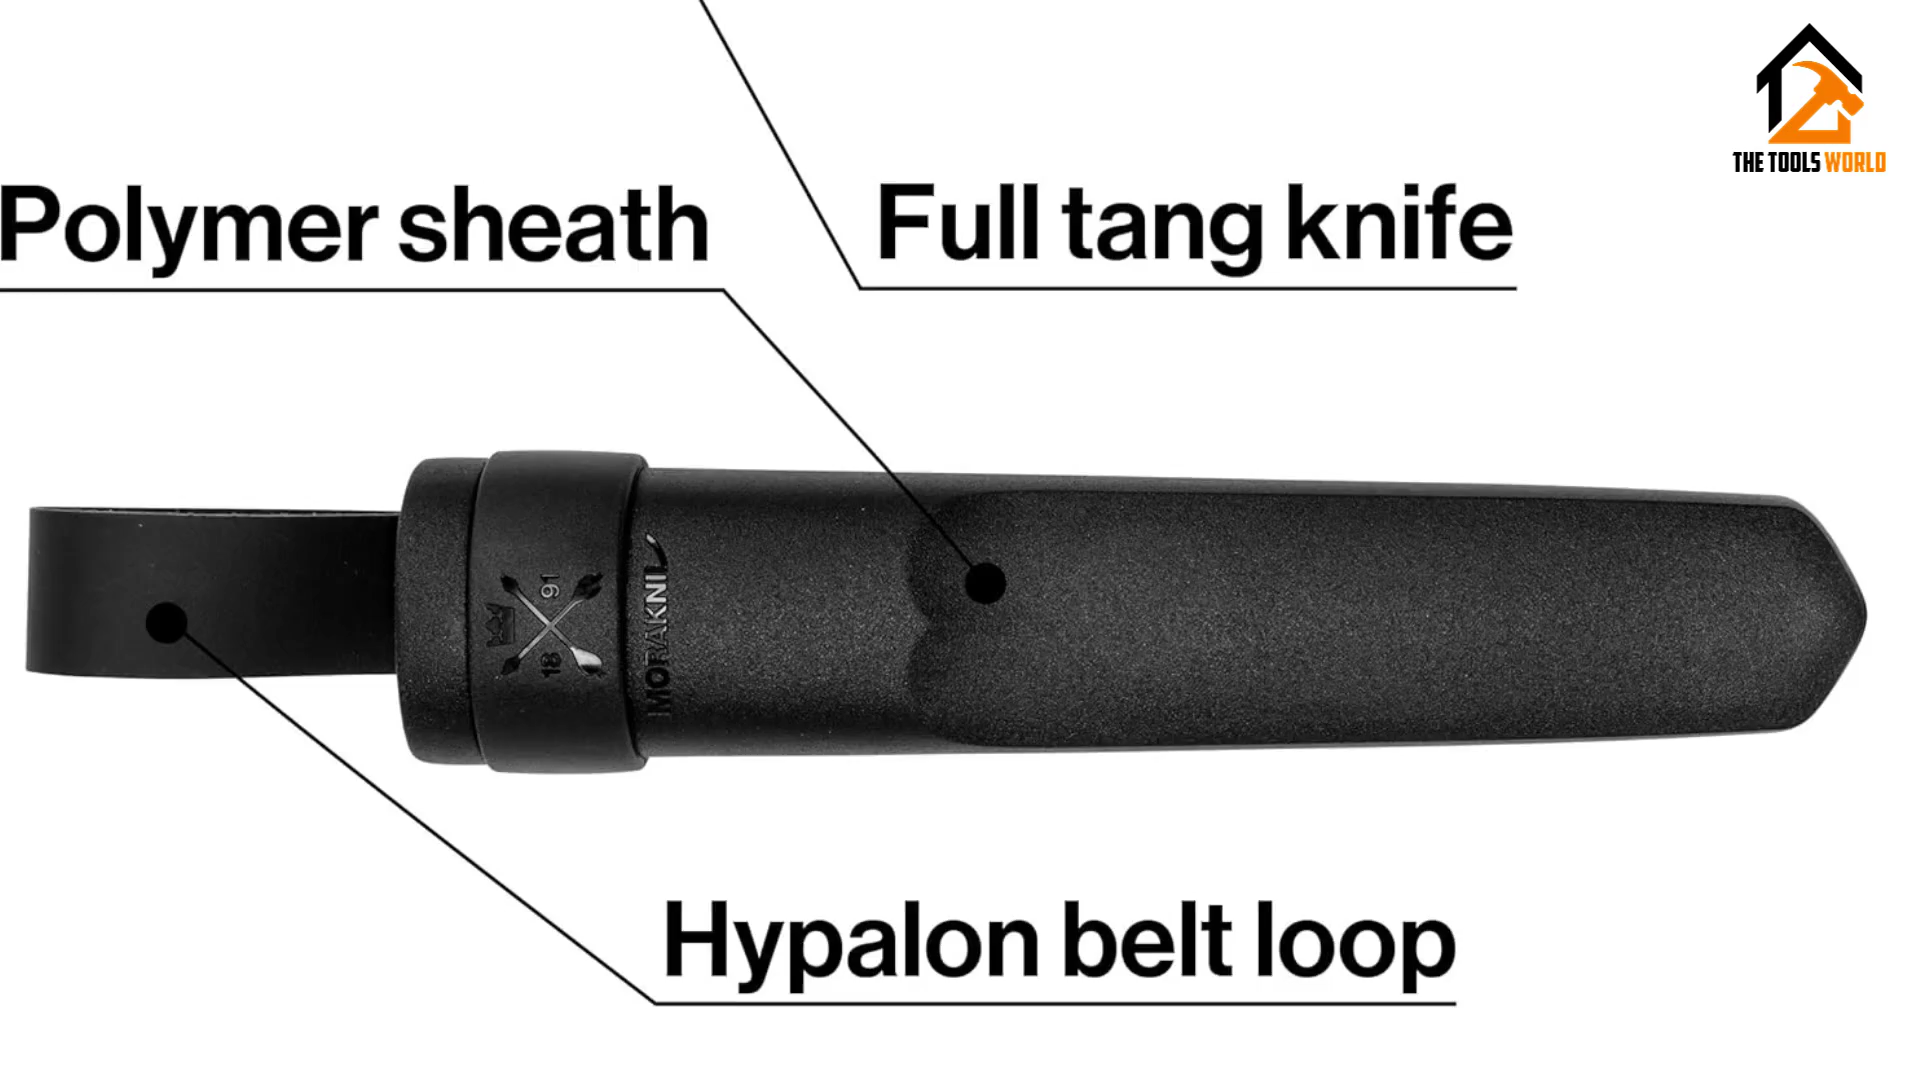 THE TOOLS WORLD
Polymer sheath
Full tang knife
18 91
MORAKNIV
Hypalon belt loop